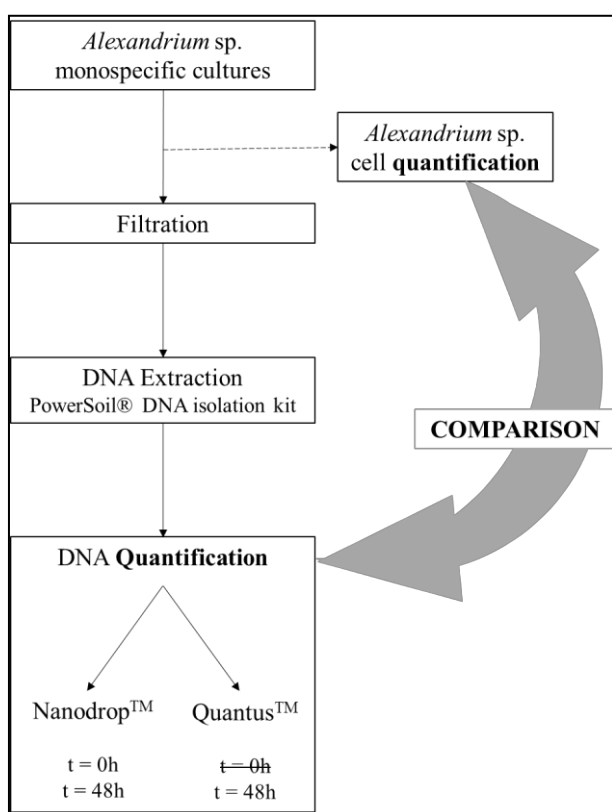 Alexandrium sp.
monospecific cultures
Alexandrium sp.
cell quantification
Filtration
DNA Extraction
PowerSoil® DNA isolation kit
COMPARISON
DNA Quantification
Nanodrop™ Quantus™
t = 0h t = 0h
t = 48h t = 48h